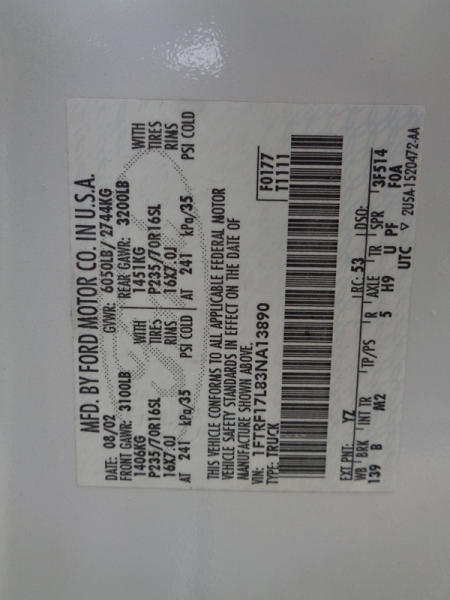 MFD. BY FORD MOTOR CO. IN U.S.A.
DATE: 08/02 GVWR: 6050LB/ 2744KG
FRONT GAWR: 3100LB REAR GAWR: 3200LB
1406KG WITH 1451KG WITH
P235/70R16SL TIRES P235/70R16SL TIRES
16X7.0J RIMS 16X7.0J RIMS
AT 241 kPa/35 PSI COLD AT 241 kPa/35 PSI COLD
THIS VEHICLE CONFORMS TO ALL APPLICABLE FEDERAL MOTOR
VEHICLE SAFETY STANDARDS IN EFFECT ON THE DATE OF
MANUFACTURE SHOWN ABOVE
VIN: 1FTRF17L83NA13890 F0177
TYPE: TRUCK T1111
EXT PNT: YZ RC: 53 DSO:
WB BRK INT TR TP/PS R AXLE TR SPR 3F514
139 B M2 5 H9 U PF F0A
UTC ▽ 2U5A-1520472-AA